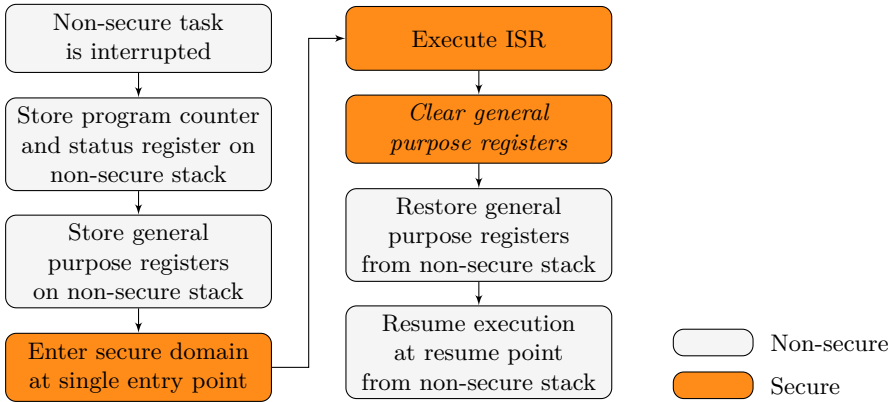 Non-secure task
is interrupted
Store program counter
and status register on
non-secure stack
Store general
purpose registers
on non-secure stack
Enter secure domain
at single entry point
Execute ISR
Clear general
purpose registers
Restore general
purpose registers
from non-secure stack
Resume execution
at resume point
from non-secure stack
Non-secure
Secure